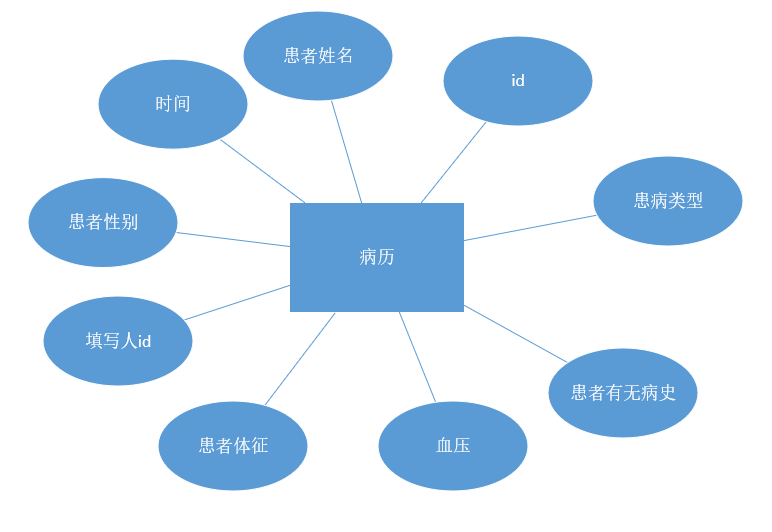 患者姓名
id
时间
患病类型
患者性别
病历
填写人id
患者有无病史
患者体征
血压